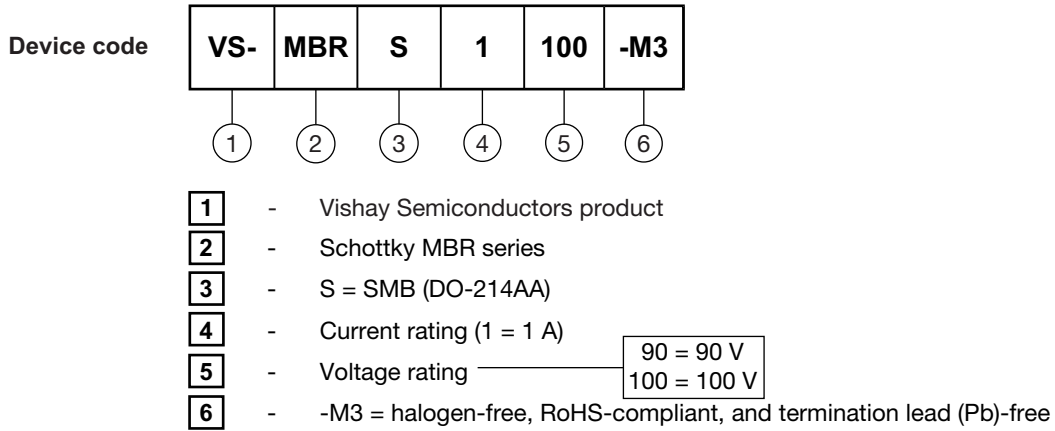 Device code VS- MBR S 1 100 -M3
1 2 3 4 5 6
1 - Vishay Semiconductors product
2 - Schottky MBR series
3 - S = SMB (DO-214AA)
4 - Current rating (1 = 1 A)
5 - Voltage rating
90 = 90 V
100 = 100 V
6 - -M3 = halogen-free, RoHS-compliant, and termination lead (Pb)-free